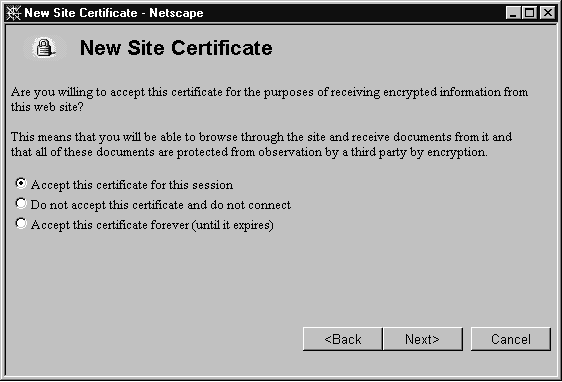 New Site Certificate - Netscape
New Site Certificate
Are you willing to accept this certificate for the purposes of receiving encrypted information from
this web site?
This means that you will be able to browse through the site and receive documents from it and
that all of these documents are protected from observation by a third party by encryption.
Accept this certificate for this session
Do not accept this certificate and do not connect
Accept this certificate forever (until it expires)
<Back Next> Cancel